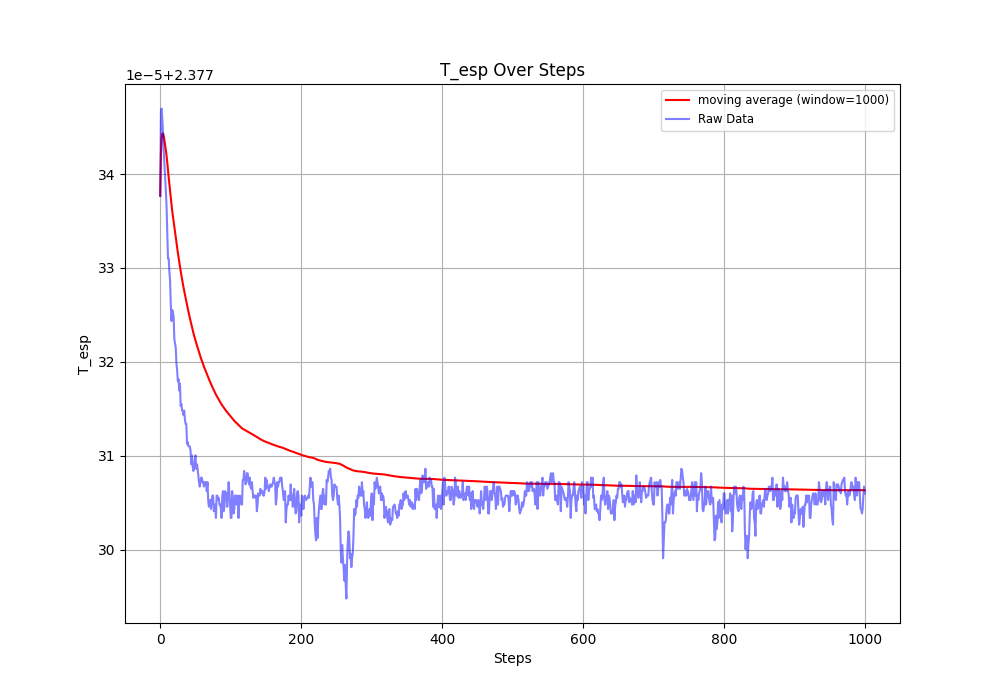 T_esp Over Steps
1e-5+2.377
moving average (window=1000)
Raw Data
34
33
32
31
30
T_esp
0 200 400 600 800 1000
Steps